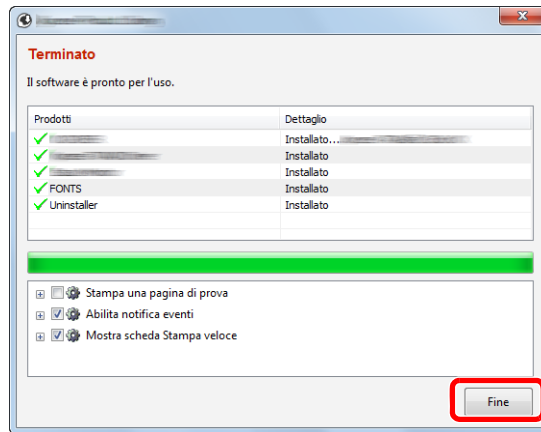 Terminato
Il software è pronto per l'uso.
Prodotti Dettaglio
Installato...
Installato
Installato
FONTS Installato
Uninstaller Installato
Stampa una pagina di prova
Abilita notifica eventi
Mostra scheda Stampa veloce
Fine